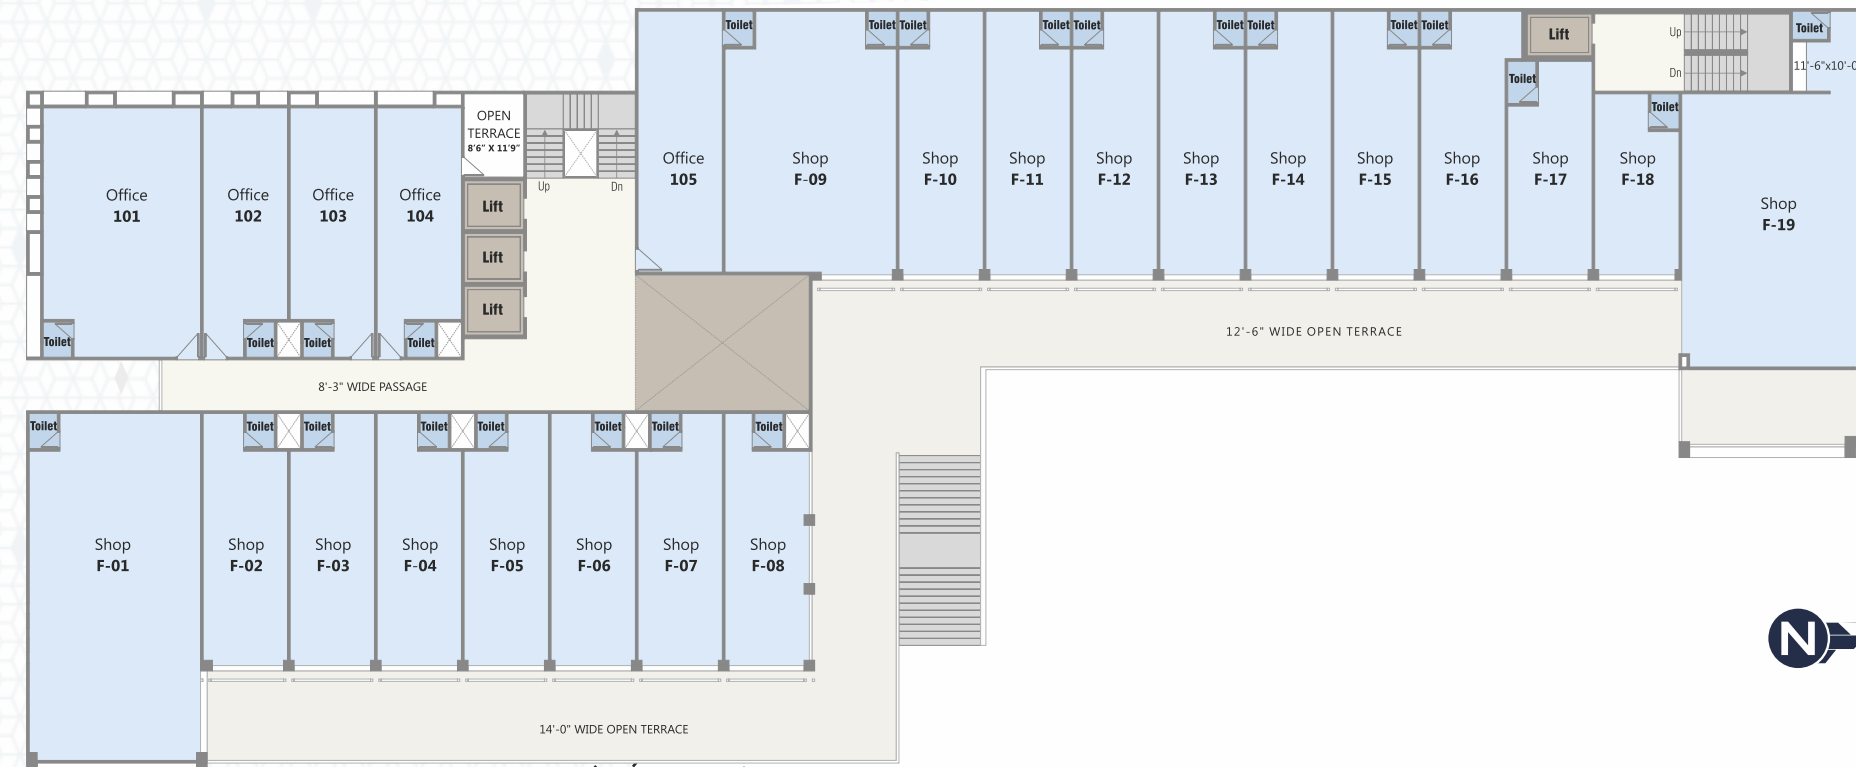 Toilet
Toilet
Toilet
Toilet
Toilet
Toilet
Toilet
Toilet
Toilet
Lift
Up
Dn
Toilet
11'-6"x10'-0
Toilet
Toilet
OPEN
TERRACE
8'6" X 11'9"
Up
Dn
Office
105
Shop
F-09
Shop
F-10
Shop
F-11
Shop
F-12
Shop
F-13
Shop
F-14
Shop
F-15
Shop
F-16
Shop
F-17
Shop
F-18
Shop
F-19
Office
101
Office
102
Office
103
Office
104
Lift
Lift
Lift
Toilet
Toilet
Toilet
Toilet
12'-6" WIDE OPEN TERRACE
8'-3" WIDE PASSAGE
Toilet
Toilet
Toilet
Toilet
Toilet
Toilet
Toilet
Toilet
Shop
F-01
Shop
F-02
Shop
F-03
Shop
F-04
Shop
F-05
Shop
F-06
Shop
F-07
Shop
F-08
N
14'-0" WIDE OPEN TERRACE